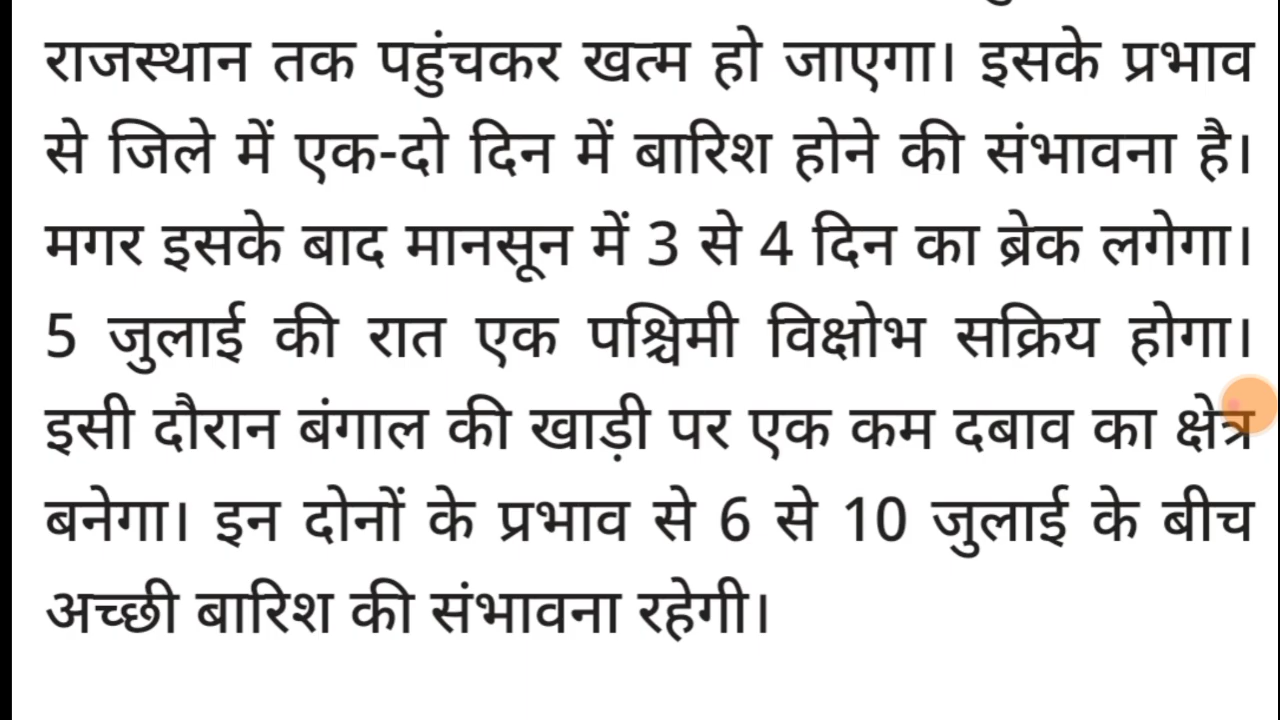 राजस्थान तक पहुंचकर खत्म हो जाएगा। इसके प्रभाव
से जिले में एक-दो दिन में बारिश होने की संभावना है।
मगर इसके बाद मानसून में 3 से 4 दिन का ब्रेक लगेगा।
5 जुलाई की रात एक पश्चिमी विक्षोभ सक्रिय होगा।
इसी दौरान बंगाल की खाड़ी पर एक कम दबाव का क्षेत्र
बनेगा। इन दोनों के प्रभाव से 6 से 10 जुलाई के बीच
अच्छी बारिश की संभावना रहेगी।